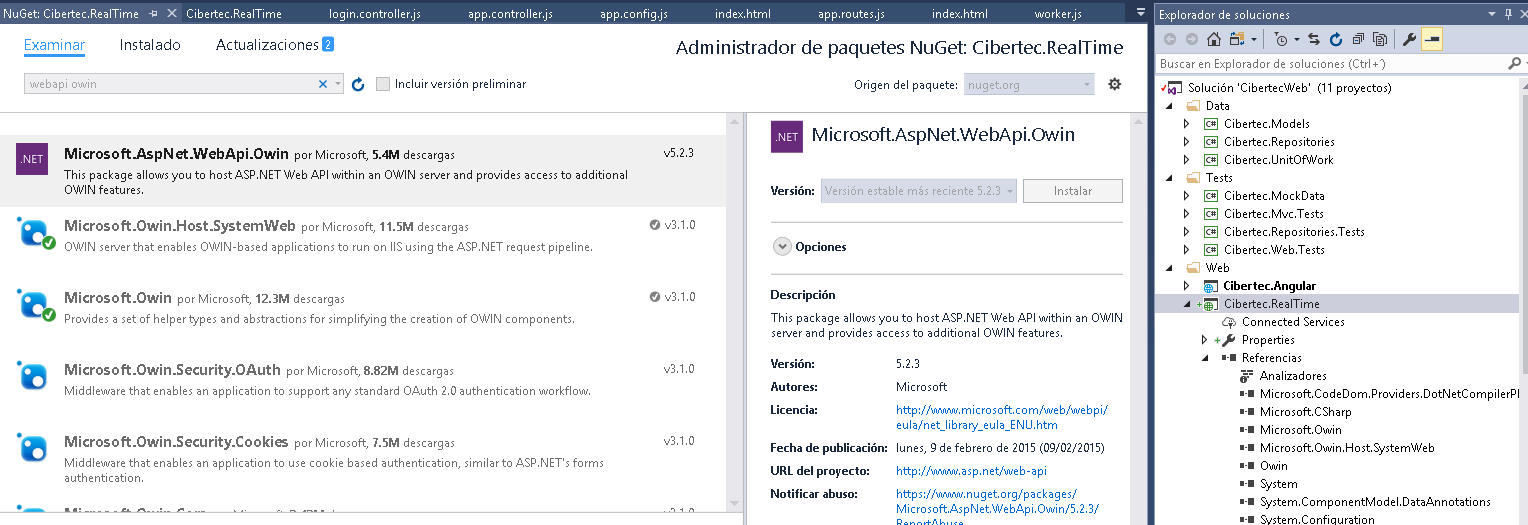 NuGet: Cibertec.RealTime
Cibertec.RealTime
login.controller.js
app.controller.js
app.config.js
index.html
app.routes.js
index.html
worker.js
Examinar
Instalado
Actualizaciones 2
Administrador de paquetes NuGet: Cibertec.RealTime
webapi owin
Incluir versión preliminar
Origen del paquete: nuget.org
.NET
Microsoft.AspNet.WebApi.Owin por Microsoft, 5.4M descargas
v5.2.3
This package allows you to host ASP.NET Web API within an OWIN server and provides access to additional
OWIN features.
Microsoft.Owin.Host.SystemWeb por Microsoft, 11.5M descargas
v3.1.0
OWIN server that enables OWIN-based applications to run on IIS using the ASP.NET request pipeline.
Microsoft.Owin por Microsoft, 12.3M descargas
v3.1.0
Provides a set of helper types and abstractions for simplifying the creation of OWIN components.
Microsoft.Owin.Security.OAuth por Microsoft, 8.82M descargas
v3.1.0
Middleware that enables an application to support any standard OAuth 2.0 authentication workflow.
Microsoft.Owin.Security.Cookies por Microsoft, 7.5M descargas
v3.1.0
Middleware that enables an application to use cookie based authentication, similar to ASP.NET's forms
authentication.
.NET
Microsoft.AspNet.WebApi.Owin
Versión: Versión estable más reciente 5.2.3
Instalar
Opciones
Descripción
This package allows you to host ASP.NET Web API within an OWIN
server and provides access to additional OWIN features.
Versión: 5.2.3
Autores: Microsoft
Licencia: http://www.microsoft.com/web/webpi/
eula/net_library_eula_ENU.htm
Fecha de publicación: lunes, 9 de febrero de 2015 (09/02/2015)
URL del proyecto: http://www.asp.net/web-api
Notificar abuso: https://www.nuget.org/packages/
Microsoft.AspNet.WebApi.Owin/5.2.3/
ReportAbuse
Explorador de soluciones
Buscar en Explorador de soluciones (Ctrl+´)
Solución 'CibertecWeb' (11 proyectos)
Data
C# Cibertec.Models
C# Cibertec.Repositories
C# Cibertec.UnitOfWork
Tests
C# Cibertec.MockData
C# Cibertec.Mvc.Tests
C# Cibertec.Repositories.Tests
C# Cibertec.Web.Tests
Web
Cibertec.Angular
Cibertec.RealTime
Connected Services
Properties
Referencias
Analizadores
Microsoft.CodeDom.Providers.DotNetCompilerPl
Microsoft.CSharp
Microsoft.Owin
Microsoft.Owin.Host.SystemWeb
Owin
System
System.ComponentModel.DataAnnotations
System.Configuration